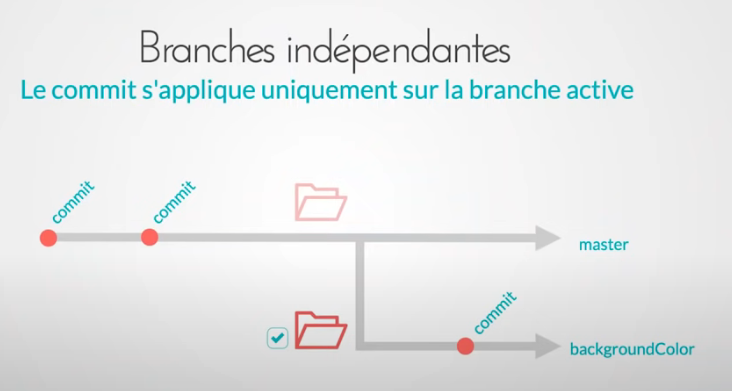 Branches indépendantes
Le commit s'applique uniquement sur la branche active
commit
commit
master
commit
backgroundColor